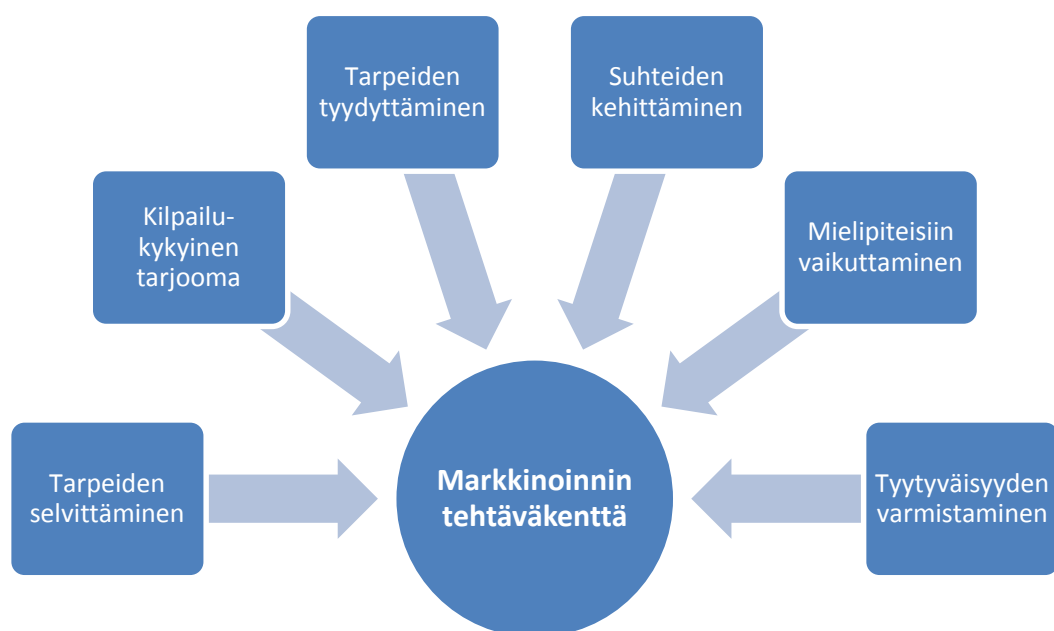 Tarpeiden
tyydyttäminen
Suhteiden
kehittäminen
Kilpailu-
kykyinen
tarjooma
Mielipiteisiin
vaikuttaminen
Tarpeiden
selvittäminen
Markkinoinnin
tehtäväkenttä
Tyytyväisyyden
varmistaminen